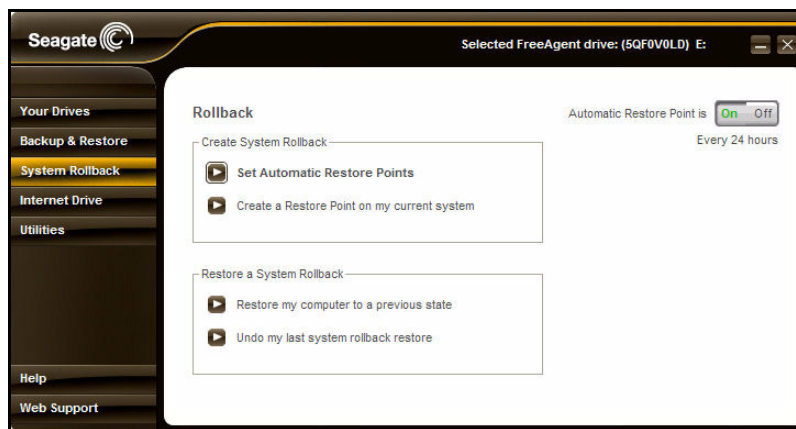 Seagate
Selected FreeAgent drive: (5QF0V0LD) E:
Your Drives
Backup & Restore
System Rollback
Internet Drive
Utilities
Help
Web Support
Rollback
Automatic Restore Point is On Off
Every 24 hours
Create System Rollback
Set Automatic Restore Points
Create a Restore Point on my current system
Restore a System Rollback
Restore my computer to a previous state
Undo my last system rollback restore